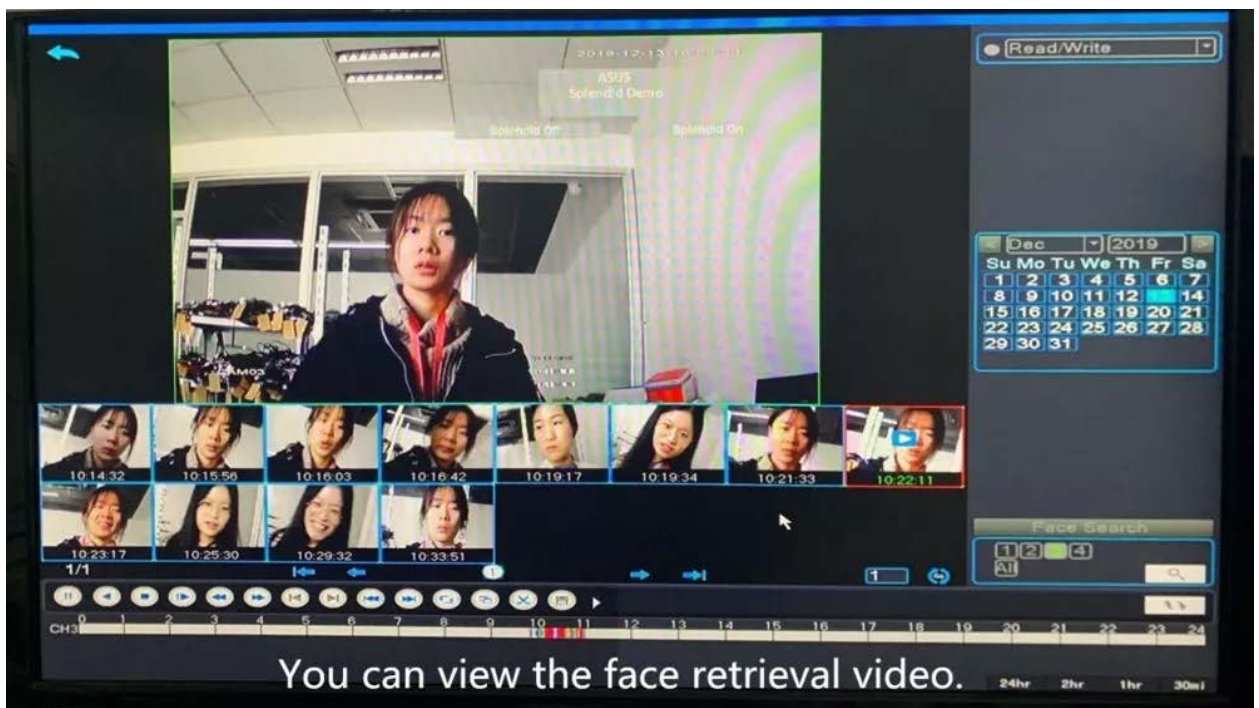 Read/Write
ASUS
Splendid Demo
Splendid Off
Splendid On
Dec
2019
Su Mo Tu We Th Fr Sa
1 2 3 4 5 6 7
8 9 10 11 12 14
15 16 17 18 19 20 21
22 23 24 25 26 27 28
29 30 31
10:14:32
10:15:56
10:16:03
10:16:42
10:19:17
10:19:34
10:21:33
10:22:11
10:23:17
10:25:30
10:29:32
10:33:51
Face Search
1 2 4
All
1/1
1
1
0 1 2 3 4 5 6 7 8 9 10 11 12 13 14 15 16 17 18 19 20 21 22 23 24
CH3
You can view the face retrieval video.
24hr 2hr 1hr 30mi